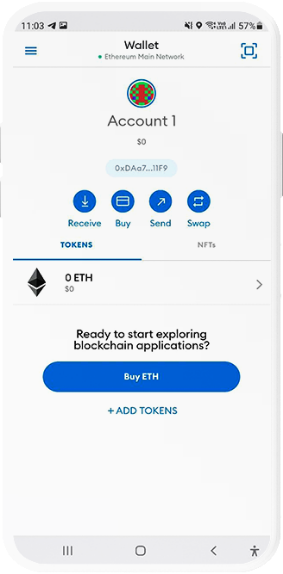 11:03
57%
Wallet
Ethereum Main Network
Account 1
$0
0xDAa7...11F9
Receive Buy Send Swap
TOKENS NFTs
0 ETH
$0
Ready to start exploring
blockchain applications?
Buy ETH
+ ADD TOKENS